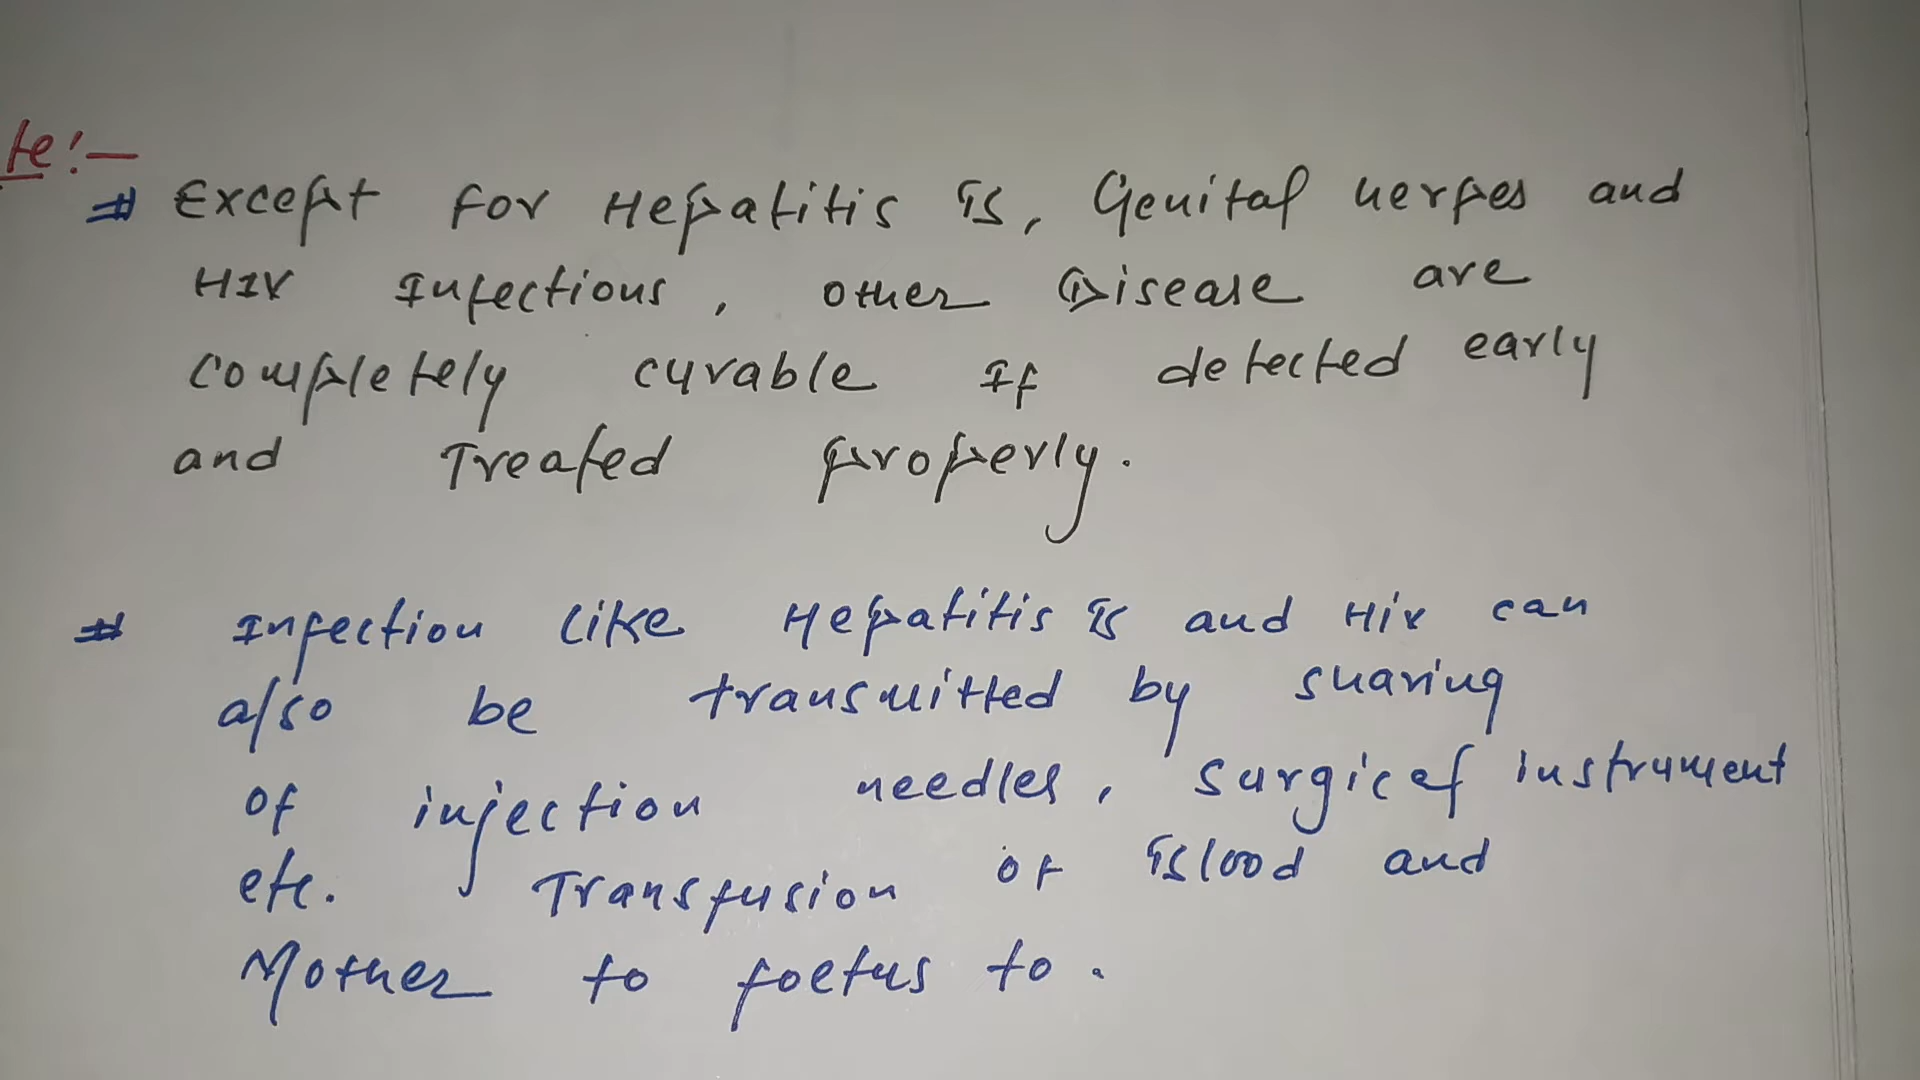 te:-
# Except for Hepatitis B, Genital herpes and
HIV Infections, other Disease are
completely curable If detected early
and Treated properly.
# Infection like Hepatitis B and Hiv can
also be transmitted by sharing
of injection needles, surgical instrument
etc. Transfusion of Blood and
Mother to foetus to.